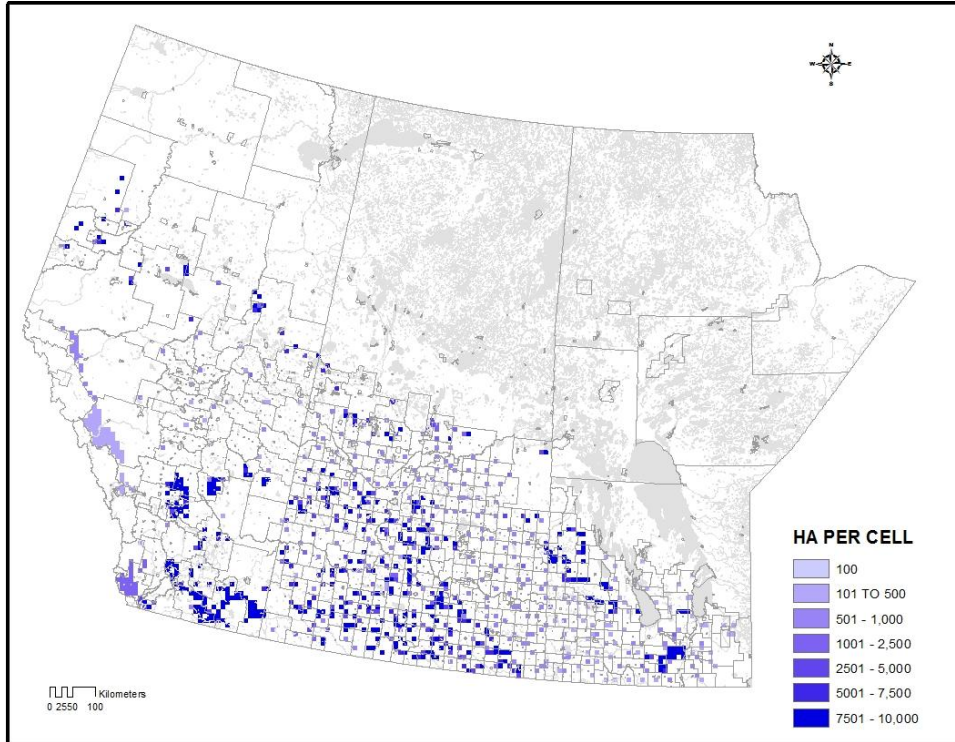 N
W E
S
HA PER CELL
100
101 TO 500
501 - 1,000
1001 - 2,500
2501 - 5,000
5001 - 7,500
7501 - 10,000
Kilometers
0 2550 100